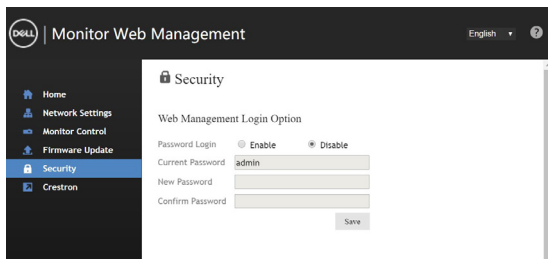 DELL | Monitor Web Management
English
?
Home
Network Settings
Monitor Control
Firmware Update
Security
Crestron
Security
Web Management Login Option
Password Login Enable Disable
Current Password admin
New Password
Confirm Password
Save